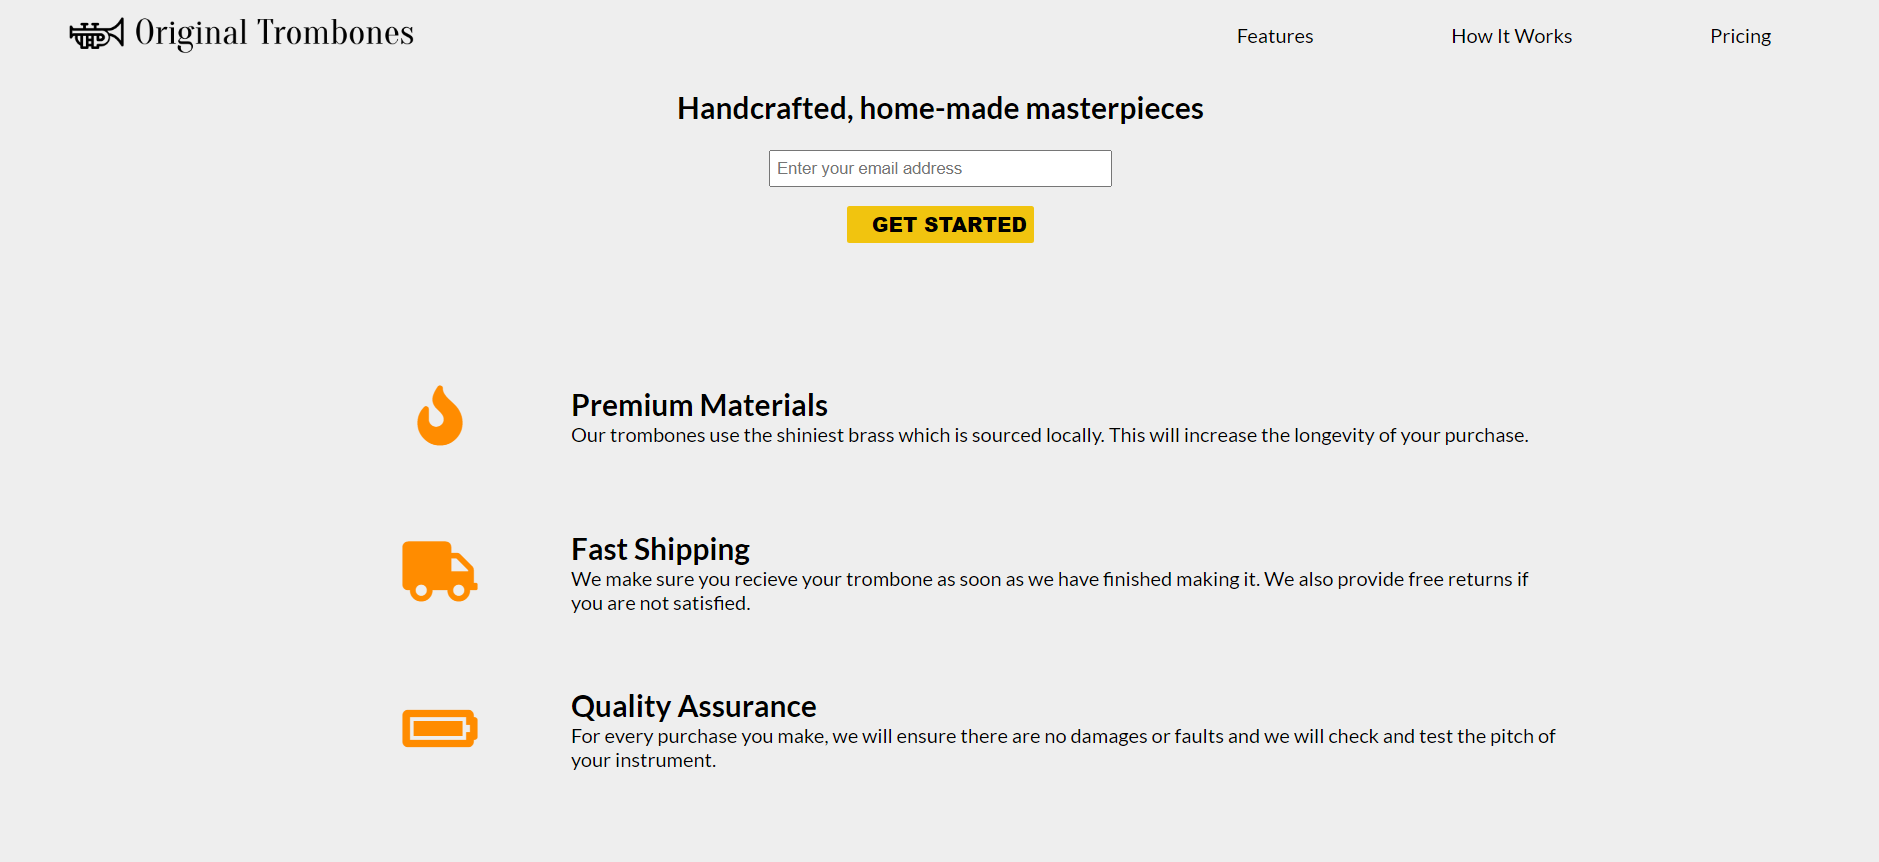 Original Trombones
Features
How It Works
Pricing
Handcrafted, home-made masterpieces
Enter your email address
GET STARTED
Premium Materials
Our trombones use the shiniest brass which is sourced locally. This will increase the longevity of your purchase.
Fast Shipping
We make sure you recieve your trombone as soon as we have finished making it. We also provide free returns if
you are not satisfied.
Quality Assurance
For every purchase you make, we will ensure there are no damages or faults and we will check and test the pitch of
your instrument.